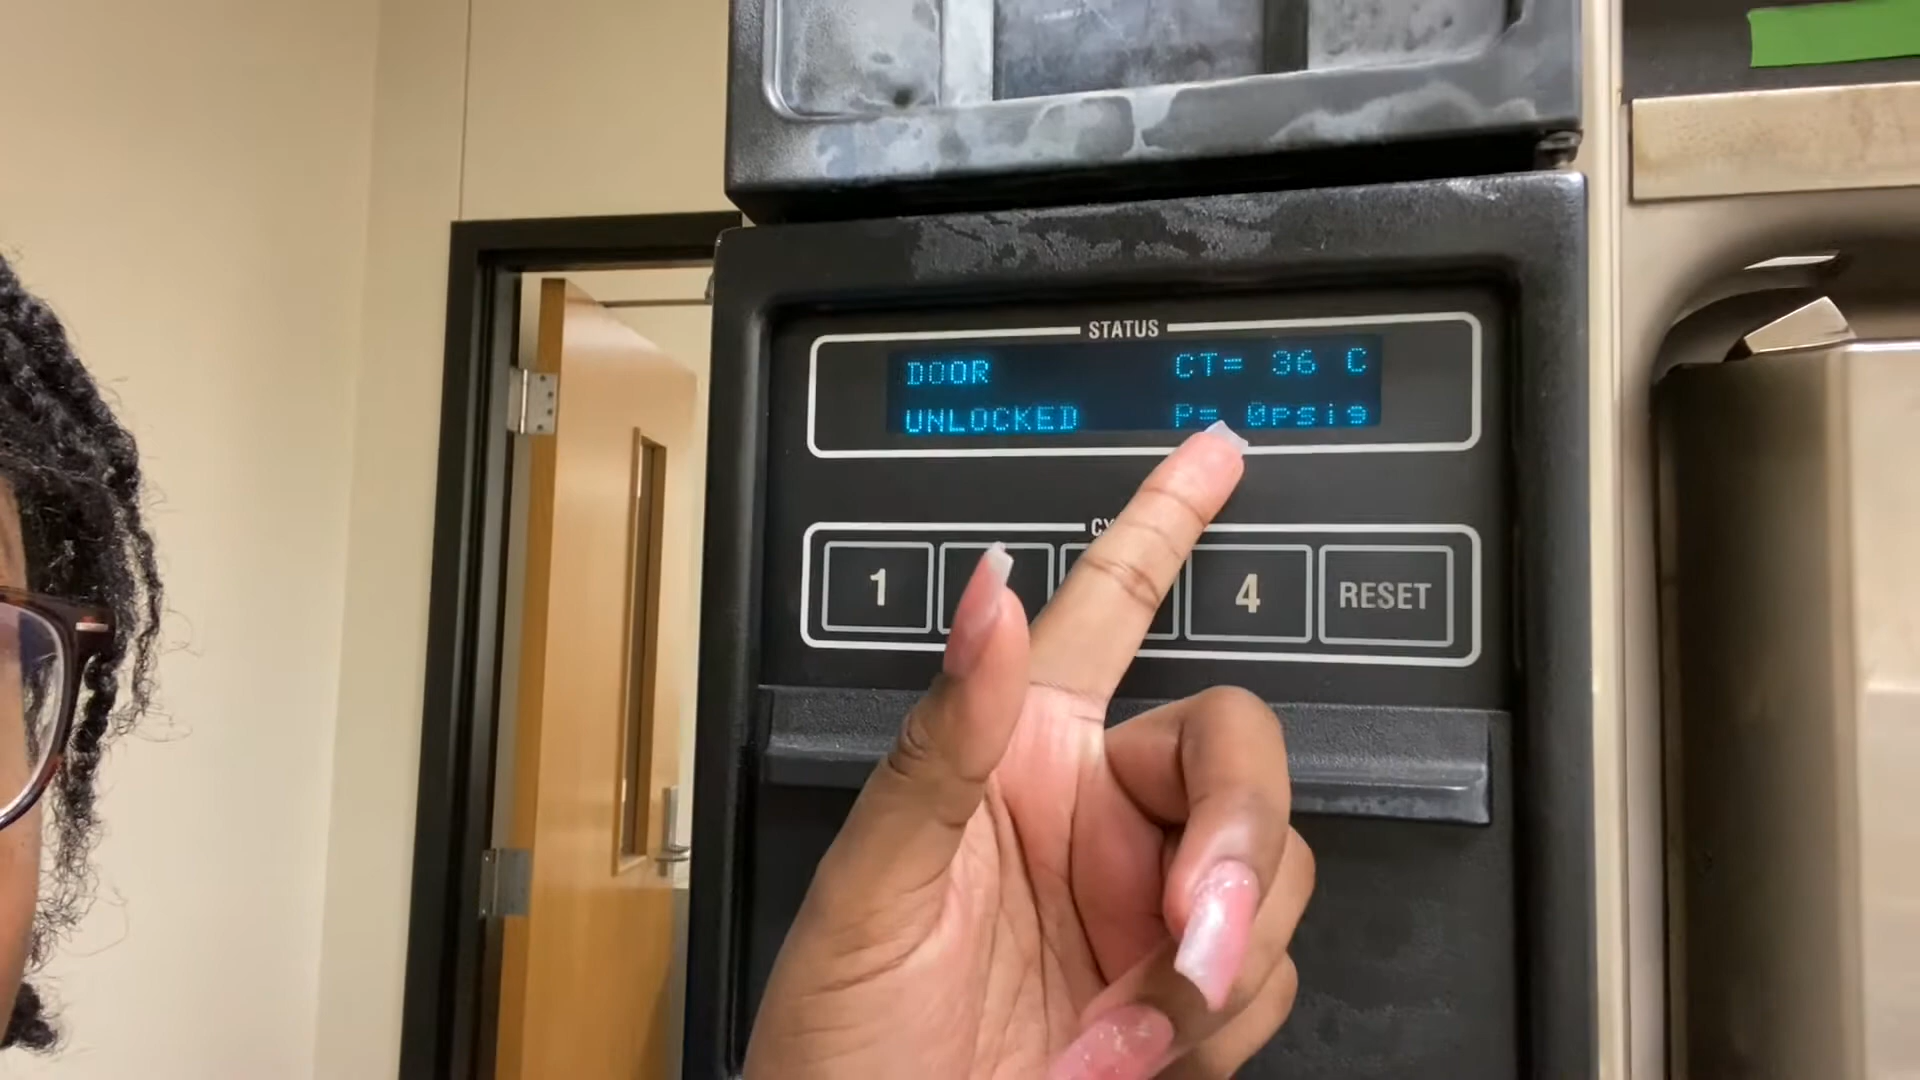 STATUS
DOOR CT= 36 C
UNLOCKED P= 0psig
1
4
RESET